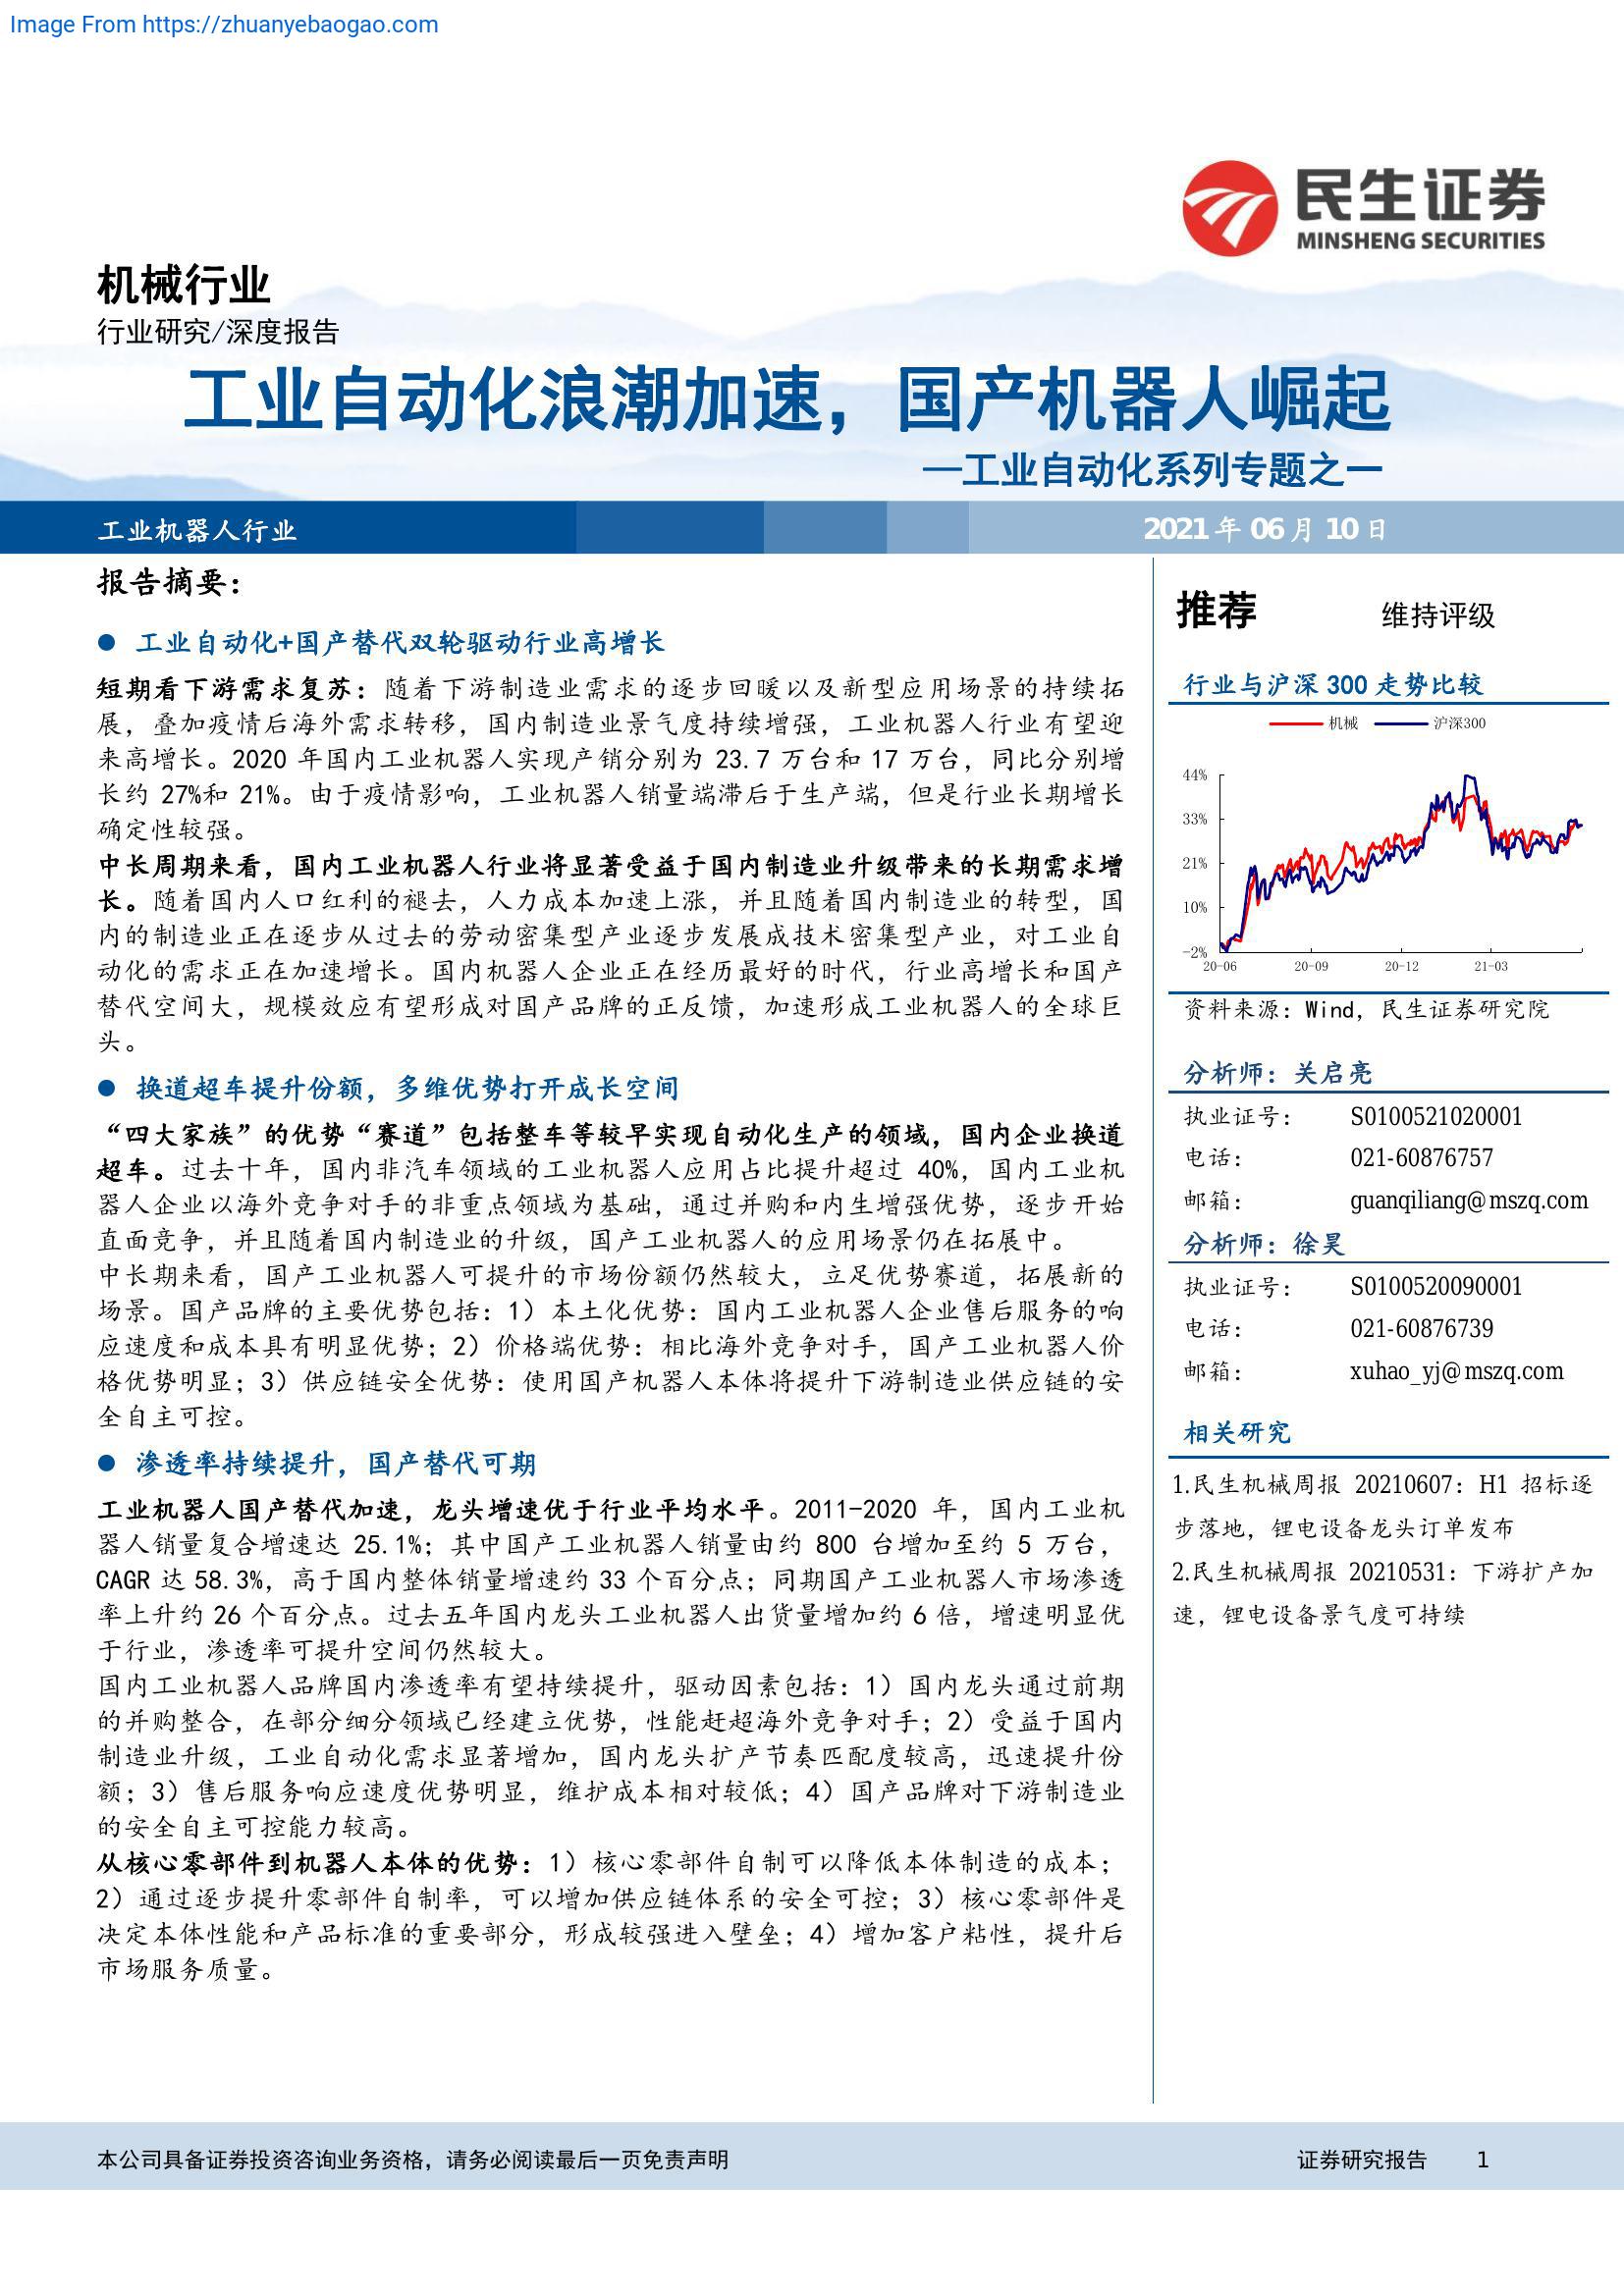 Image From https://zhuanyebaogao.com
民生证券
MINSHENG SECURITIES
机械行业
行业研究/深度报告
工业自动化浪潮加速，国产机器人崛起
—工业自动化系列专题之一
工业机器人行业
2021 年 06 月 10 日
报告摘要：
● 工业自动化+国产替代双轮驱动行业高增长
短期看下游需求复苏：随着下游制造业需求的逐步回暖以及新型应用场景的持续拓
展，叠加疫情后海外需求转移，国内制造业景气度持续增强，工业机器人行业有望迎
来高增长。2020 年国内工业机器人实现产销分别为 23.7 万台和 17 万台，同比分别增
长约 27%和 21%。由于疫情影响，工业机器人销量端滞后于生产端，但是行业长期增长
确定性较强。
中长周期来看，国内工业机器人行业将显著受益于国内制造业升级带来的长期需求增
长。随着国内人口红利的褪去，人力成本加速上涨，并且随着国内制造业的转型，国
内的制造业正在逐步从过去的劳动密集型产业逐步发展成技术密集型产业，对工业自
动化的需求正在加速增长。国内机器人企业正在经历最好的时代，行业高增长和国产
替代空间大，规模效应有望形成对国产品牌的正反馈，加速形成工业机器人的全球巨
头。
● 换道超车提升份额，多维优势打开成长空间
“四大家族”的优势“赛道”包括整车等较早实现自动化生产的领域，国内企业换道
超车。过去十年，国内非汽车领域的工业机器人应用占比提升超过 40%，国内工业机
器人企业以海外竞争对手的非重点领域为基础，通过并购和内生增强优势，逐步开始
直面竞争，并且随着国内制造业的升级，国产工业机器人的应用场景仍在拓展中。
中长期来看，国产工业机器人可提升的市场份额仍然较大，立足优势赛道，拓展新的
场景。国产品牌的主要优势包括：1）本土化优势：国内工业机器人企业售后服务的响
应速度和成本具有明显优势；2）价格端优势：相比海外竞争对手，国产工业机器人价
格优势明显；3）供应链安全优势：使用国产机器人本体将提升下游制造业供应链的安
全自主可控。
● 渗透率持续提升，国产替代可期
工业机器人国产替代加速，龙头增速优于行业平均水平。2011-2020 年，国内工业机
器人销量复合增速达 25.1%；其中国产工业机器人销量由约 800 台增加至约 5 万台，
CAGR 达 58.3%，高于国内整体销量增速约 33 个百分点；同期国产工业机器人市场渗透
率上升约 26 个百分点。过去五年国内龙头工业机器人出货量增加约 6 倍，增速明显优
于行业，渗透率可提升空间仍然较大。
国内工业机器人品牌国内渗透率有望持续提升，驱动因素包括：1）国内龙头通过前期
的并购整合，在部分细分领域已经建立优势，性能赶超海外竞争对手；2）受益于国内
制造业升级，工业自动化需求显著增加，国内龙头扩产节奏匹配度较高，迅速提升份
额；3）售后服务响应速度优势明显，维护成本相对较低；4）国产品牌对下游制造业
的安全自主可控能力较高。
从核心零部件到机器人本体的优势：1）核心零部件自制可以降低本体制造的成本；
2）通过逐步提升零部件自制率，可以增加供应链体系的安全可控；3）核心零部件是
决定本体性能和产品标准的重要部分，形成较强进入壁垒；4）增加客户粘性，提升后
市场服务质量。
推荐 维持评级
行业与沪深 300 走势比较
机械 沪深300
44%
33%
21%
10%
-2%
20-06 20-09 20-12 21-03
资料来源：Wind，民生证券研究院
分析师：关启亮
执业证号： S0100521020001
电话： 021-60876757
邮箱： guanqiliang@mszq.com
分析师：徐昊
执业证号： S0100520090001
电话： 021-60876739
邮箱： xuhao_yj@mszq.com
相关研究
1.民生机械周报 20210607：H1 招标逐
步落地，锂电设备龙头订单发布
2.民生机械周报 20210531：下游扩产加
速，锂电设备景气度可持续
本公司具备证券投资咨询业务资格，请务必阅读最后一页免责声明
证券研究报告 1